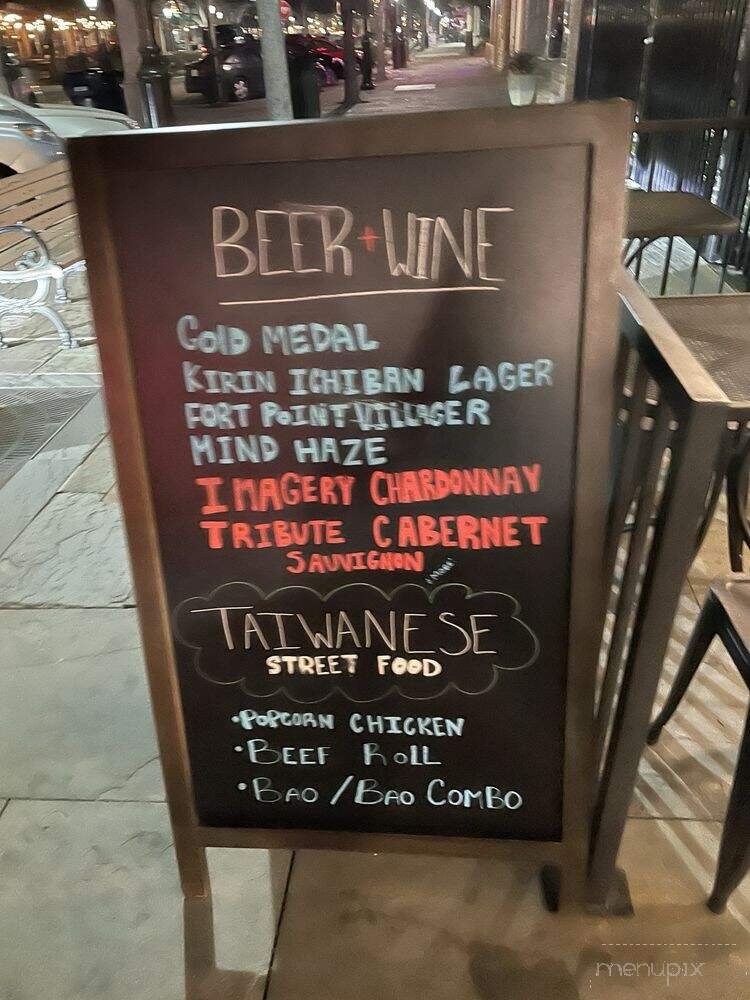 BEER + WINE
GOLD MEDAL
KIRIN ICHIBAN LAGER
FORT POINT VILLAGER
MIND HAZE
IMAGERY CHARDONNAY
TRIBUTE CABERNET
SAUVIGNON
TAIWANESE
STREET FOOD
• POPCORN CHICKEN
• BEEF ROLL
• BAO / BAO COMBO
menupix